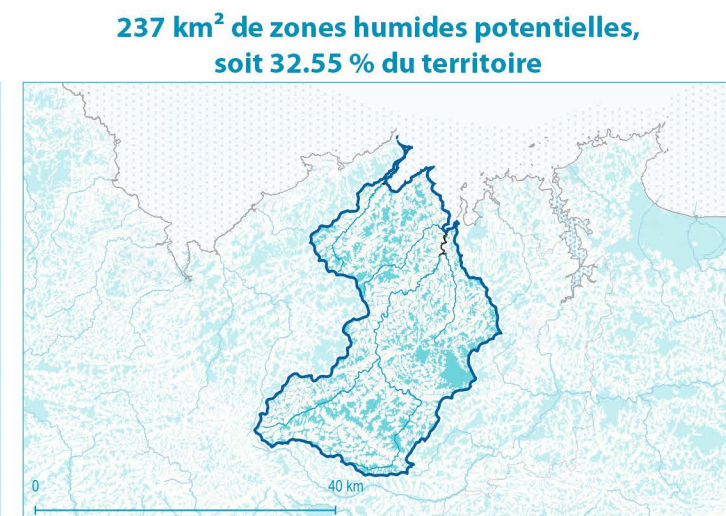 237 km² de zones humides potentielles,
soit 32.55 % du territoire
0 40 km